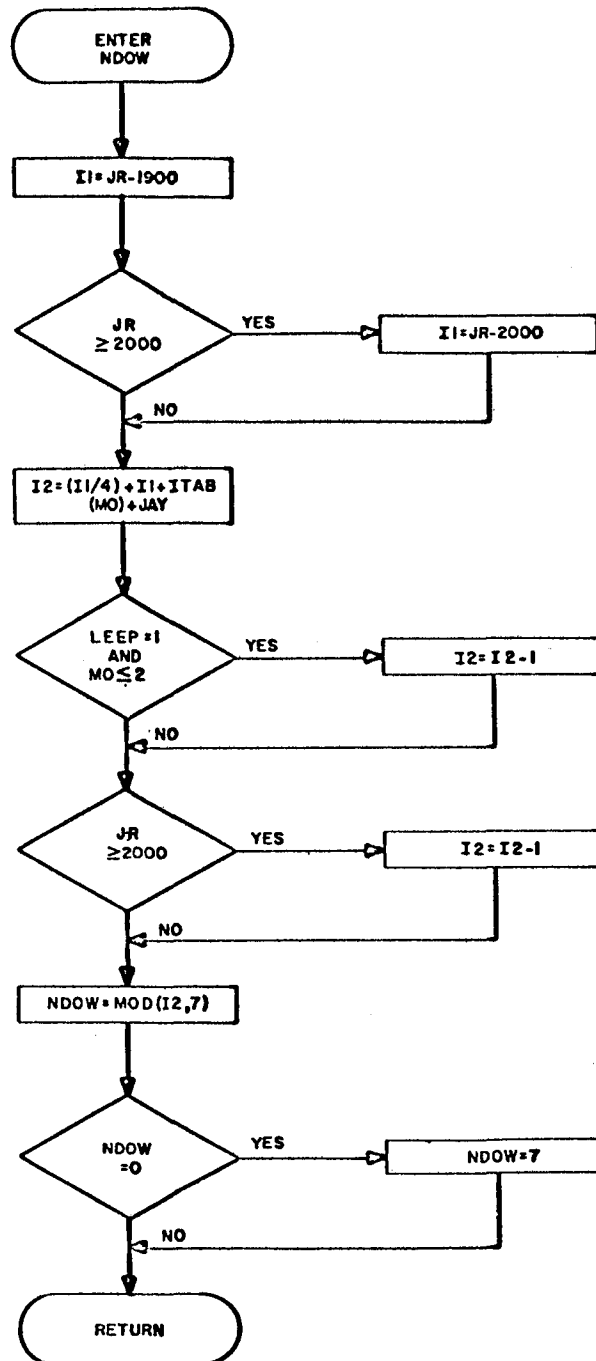 ENTER
NDOW
I1=JR-1900
JR
≥2000
YES
I1=JR-2000
NO
I2=(I1/4)+I1+ITAB
(MO)+JAY
LEEP=1
AND
MO≤2
YES
I2=I2-1
NO
JR
≥2000
YES
I2=I2-1
NO
NDOW=MOD(I2,7)
NDOW
=0
YES
NDOW=7
NO
RETURN